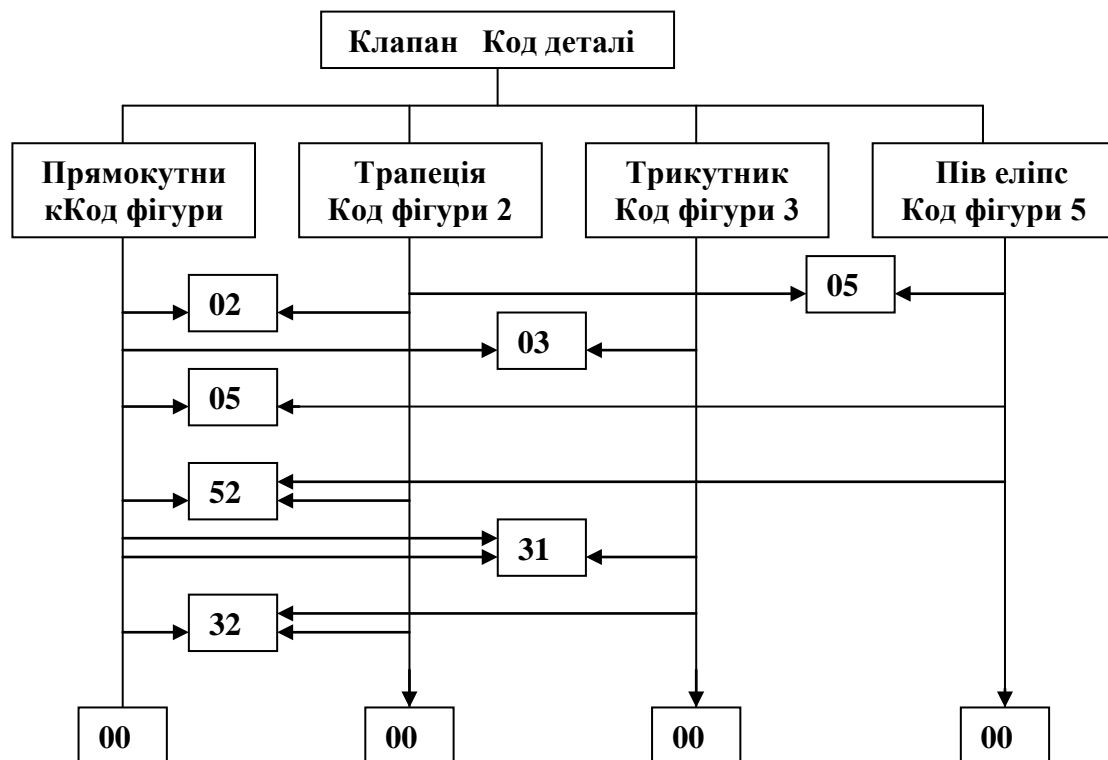 Клапан Код деталі
Прямокутни
кКод фігури
Трапеція
Код фігури 2
Трикутник
Код фігури 3
Пів еліпс
Код фігури 5
02
05
03
05
52
31
32
00
00
00
00